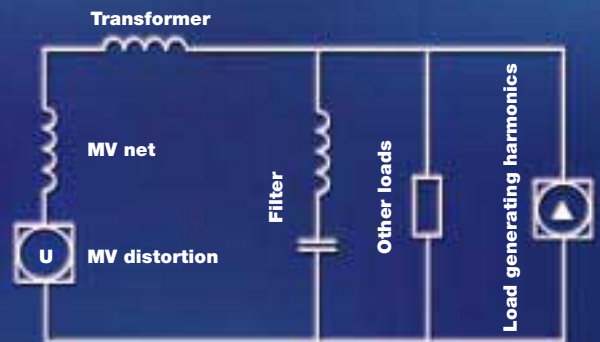 Transformer
MV net
U
MV distortion
Filter
Other loads
Load generating harmonics